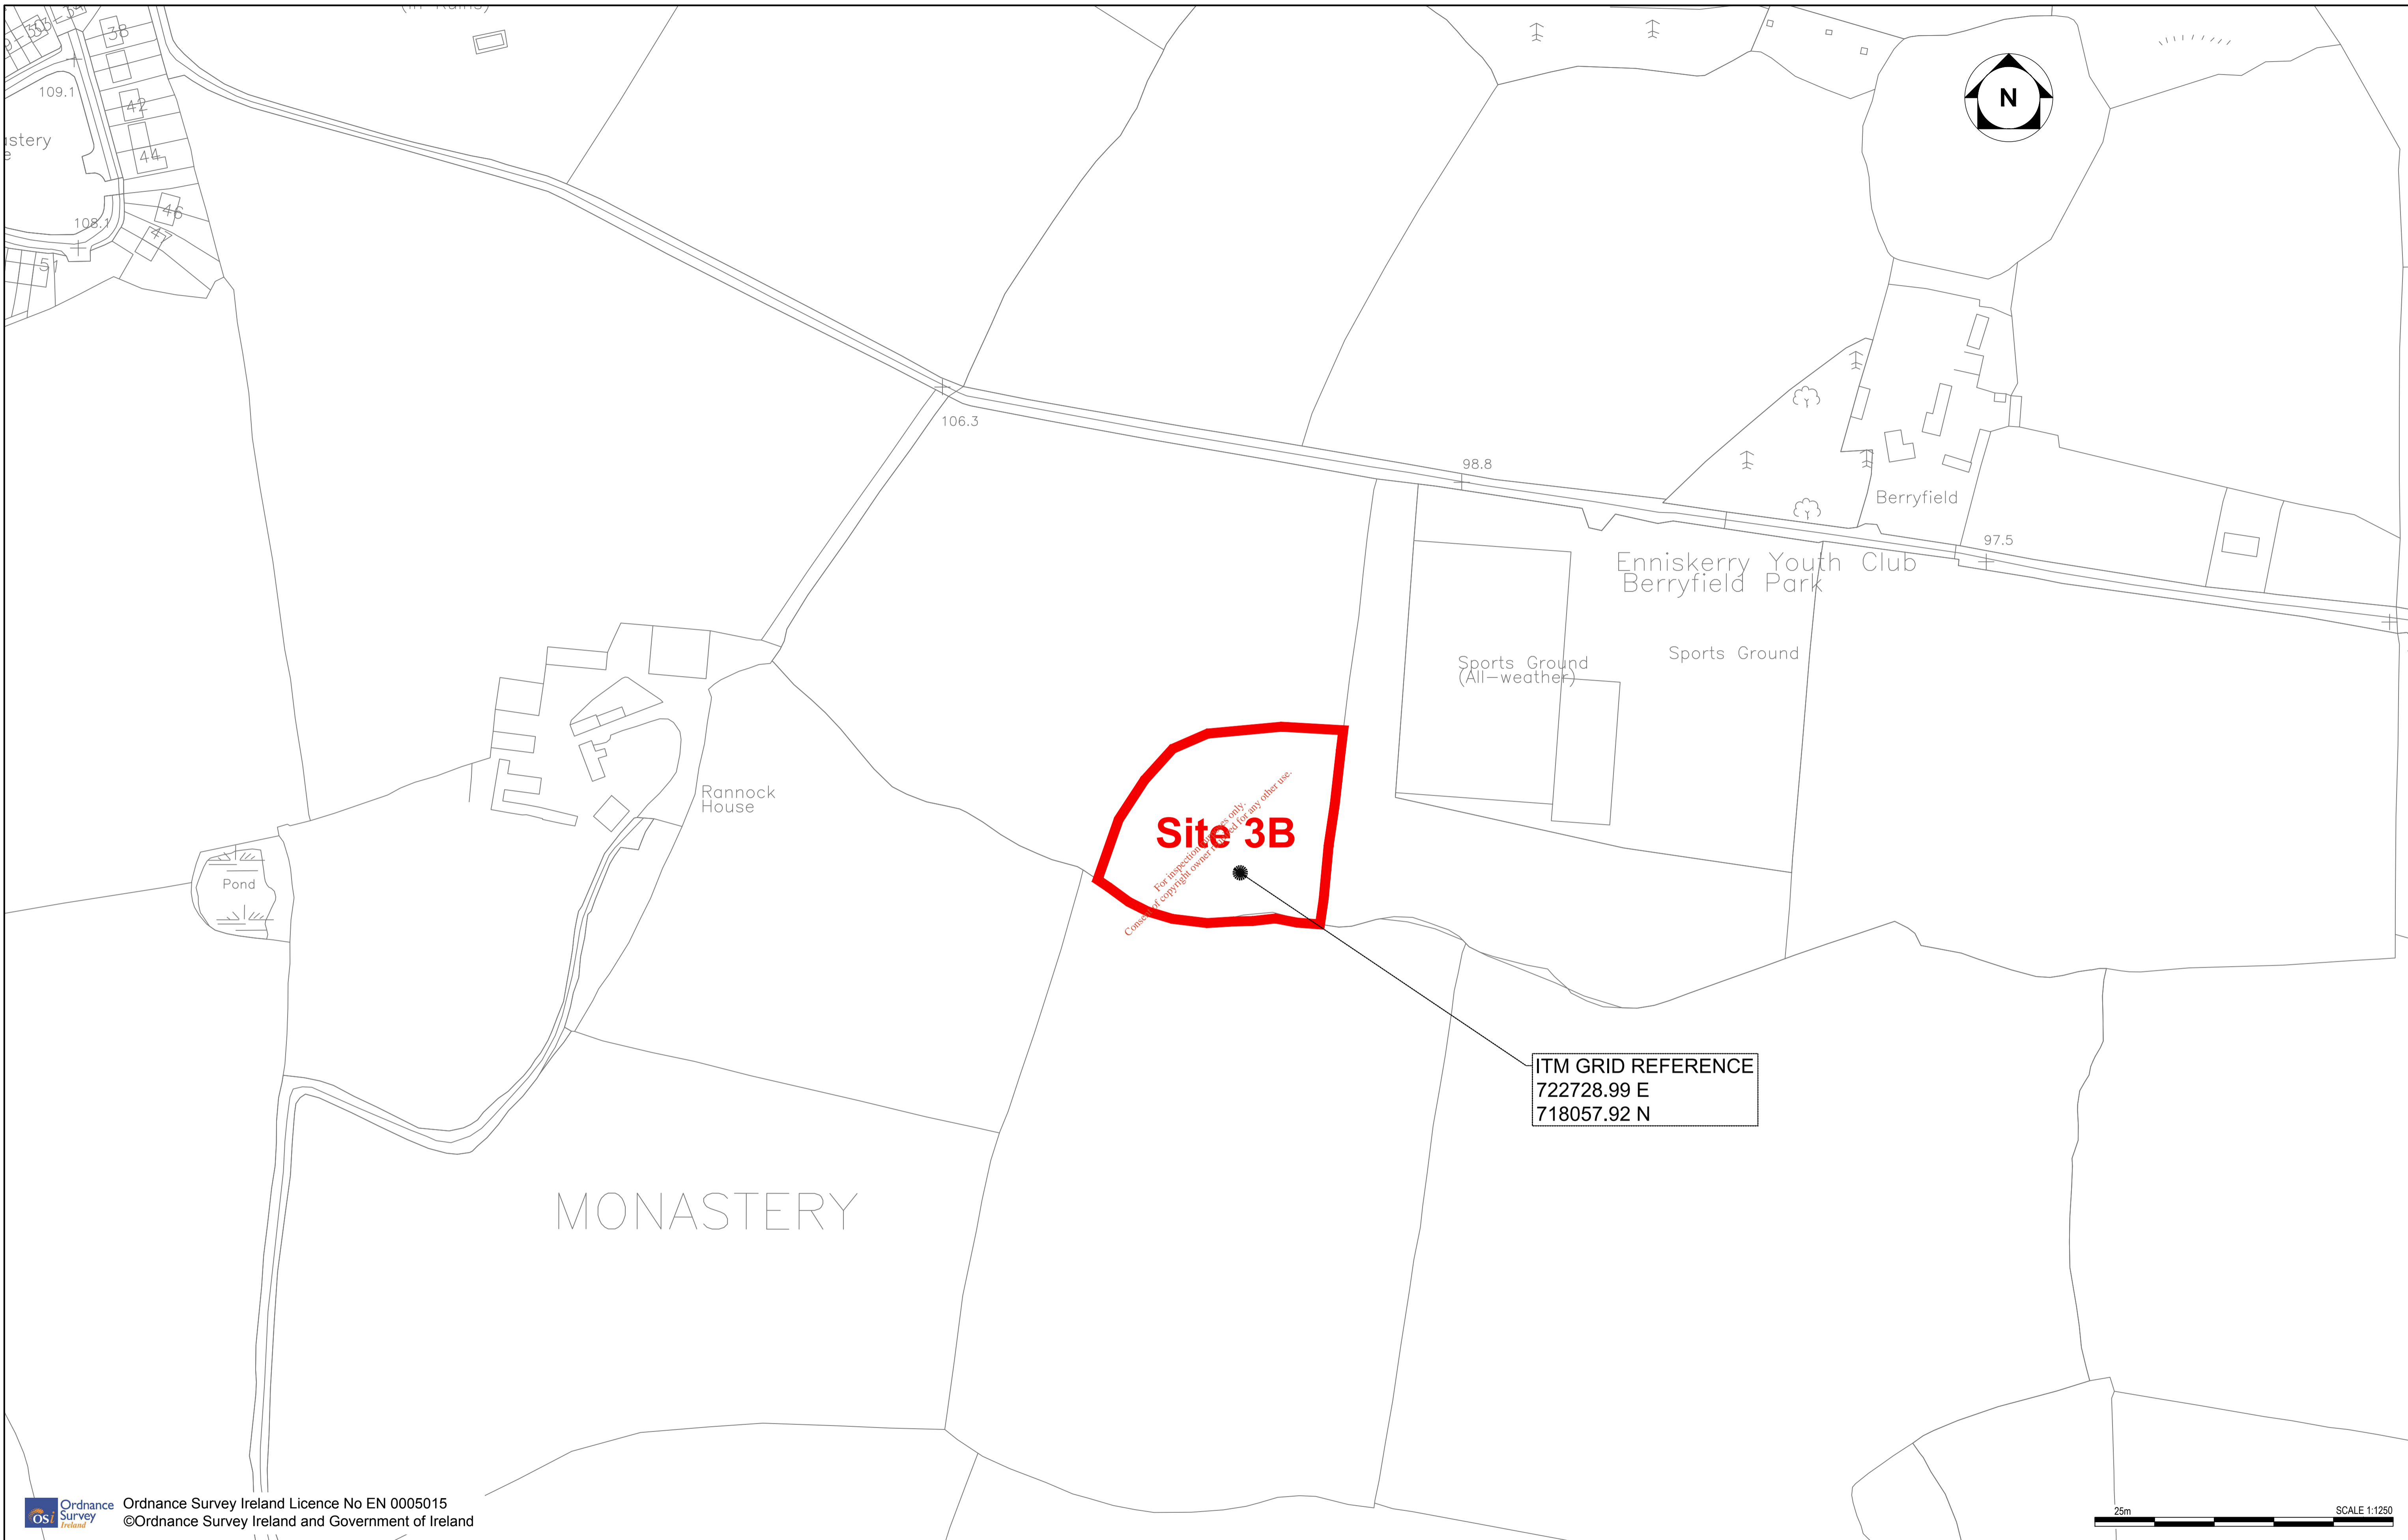 38
109.1
42
44
46
108.1
47
51
N
106.3
98.8
Berryfield
97.5
Enniskerry Youth Club
Berryfield Park
Sports Ground
(All-weather)
Sports Ground
Rannock
House
Site 3B
For inspection purposes only.
Consent of copyright owner required for any other use.
Pond
ITM GRID REFERENCE
722728.99 E
718057.92 N
MONASTERY
OSi
Ordnance
Survey
Ireland
Ordnance Survey Ireland Licence No EN 0005015
©Ordnance Survey Ireland and Government of Ireland
25m
SCALE 1:1250